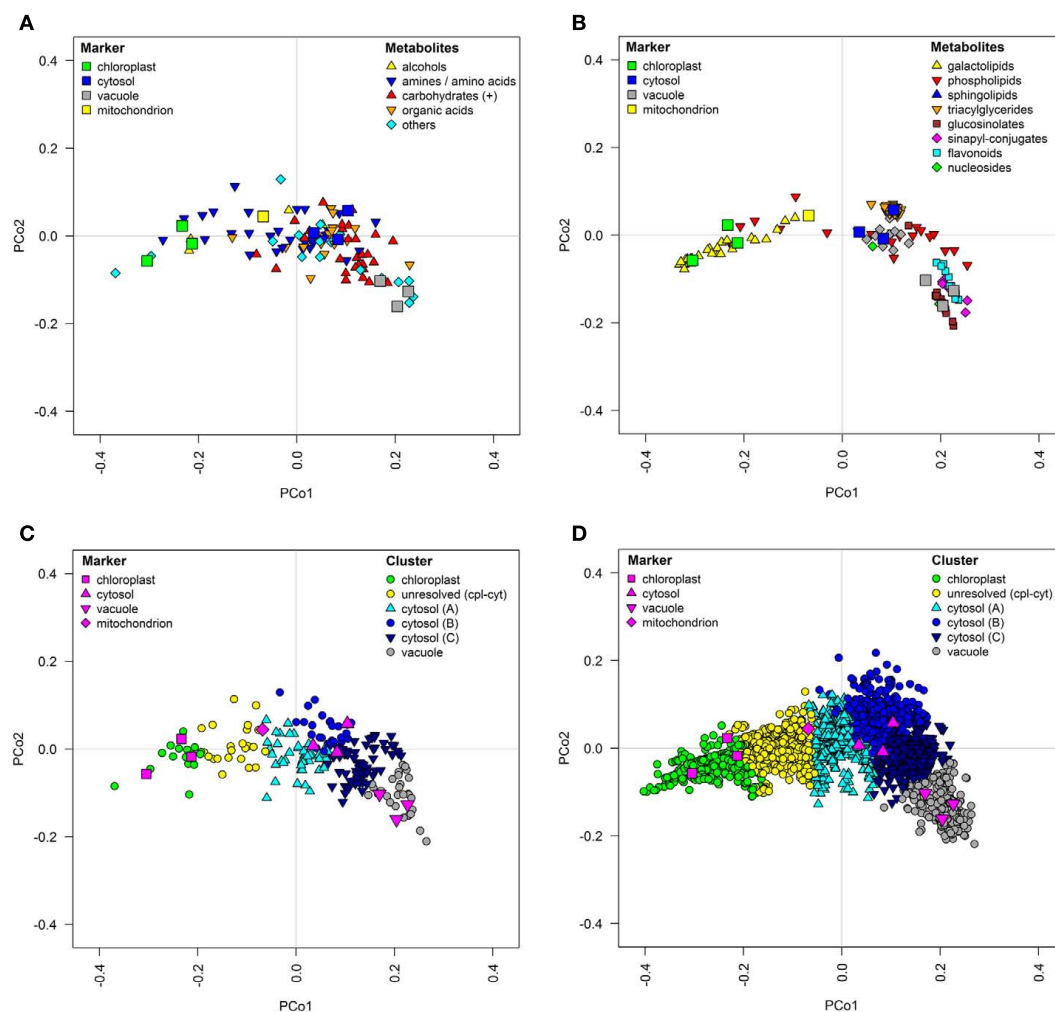 A
Marker
chloroplast
cytosol
vacuole
mitochondrion
Metabolites
alcohols
amines / amino acids
carbohydrates (+)
organic acids
others
0.4
0.2
0.0
-0.2
-0.4
PCo2
-0.4 -0.2 0.0 0.2 0.4
PCo1
B
Marker
chloroplast
cytosol
vacuole
mitochondrion
Metabolites
galactolipids
phospholipids
sphingolipids
triacylglycerides
glucosinolates
sinapyl-conjugates
flavonoids
nucleosides
0.4
0.2
0.0
-0.2
-0.4
PCo2
-0.4 -0.2 0.0 0.2
PCo1
C
Marker
chloroplast
cytosol
vacuole
mitochondrion
Cluster
chloroplast
unresolved (cpl-cyt)
cytosol (A)
cytosol (B)
cytosol (C)
vacuole
0.4
0.2
0.0
-0.2
-0.4
PCo2
-0.4 -0.2 0.0 0.2 0.4
PCo1
D
Marker
chloroplast
cytosol
vacuole
mitochondrion
Cluster
chloroplast
unresolved (cpl-cyt)
cytosol (A)
cytosol (B)
cytosol (C)
vacuole
0.4
0.2
0.0
-0.2
-0.4
PCo2
-0.4 -0.2 0.0 0.2
PCo1